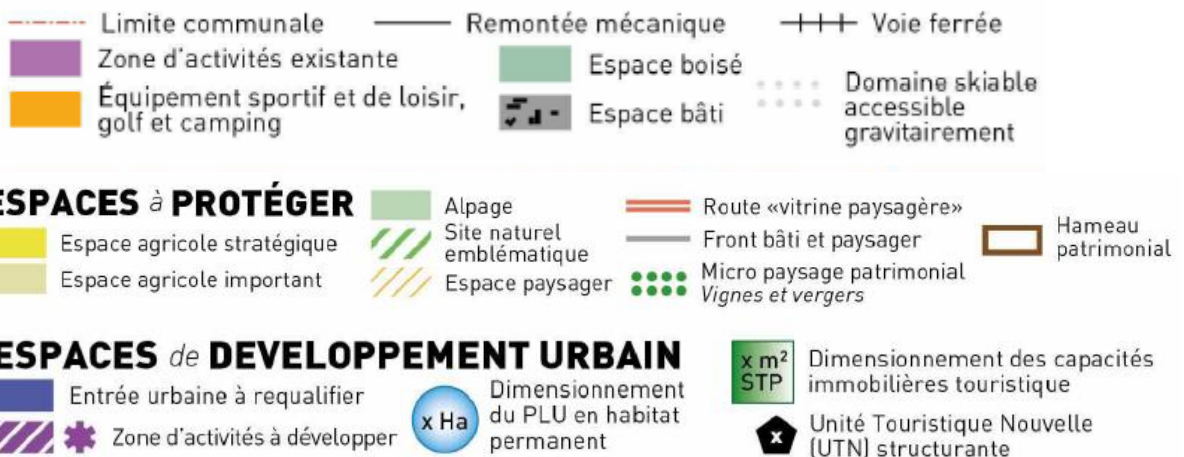 Limite communale
Remontée mécanique
Voie ferrée
Zone d'activités existante
Équipement sportif et de loisir,
golf et camping
Espace boisé
Espace bâti
Domaine skiable
accessible
gravitairement
ESPACES à PROTÉGER
Espace agricole stratégique
Espace agricole important
Alpage
Site naturel
emblématique
Espace paysager
Route «vitrine paysagère»
Front bâti et paysager
Micro paysage patrimonial
Vignes et vergers
Hameau
patrimonial
ESPACES de DEVELOPPEMENT URBAIN
Entrée urbaine à requalifier
Zone d'activités à développer
x Ha
Dimensionnement
du PLU en habitat
permanent
x m²
STP
Dimensionnement des capacités
immobilières touristique
x
Unité Touristique Nouvelle
(UTN) structurante